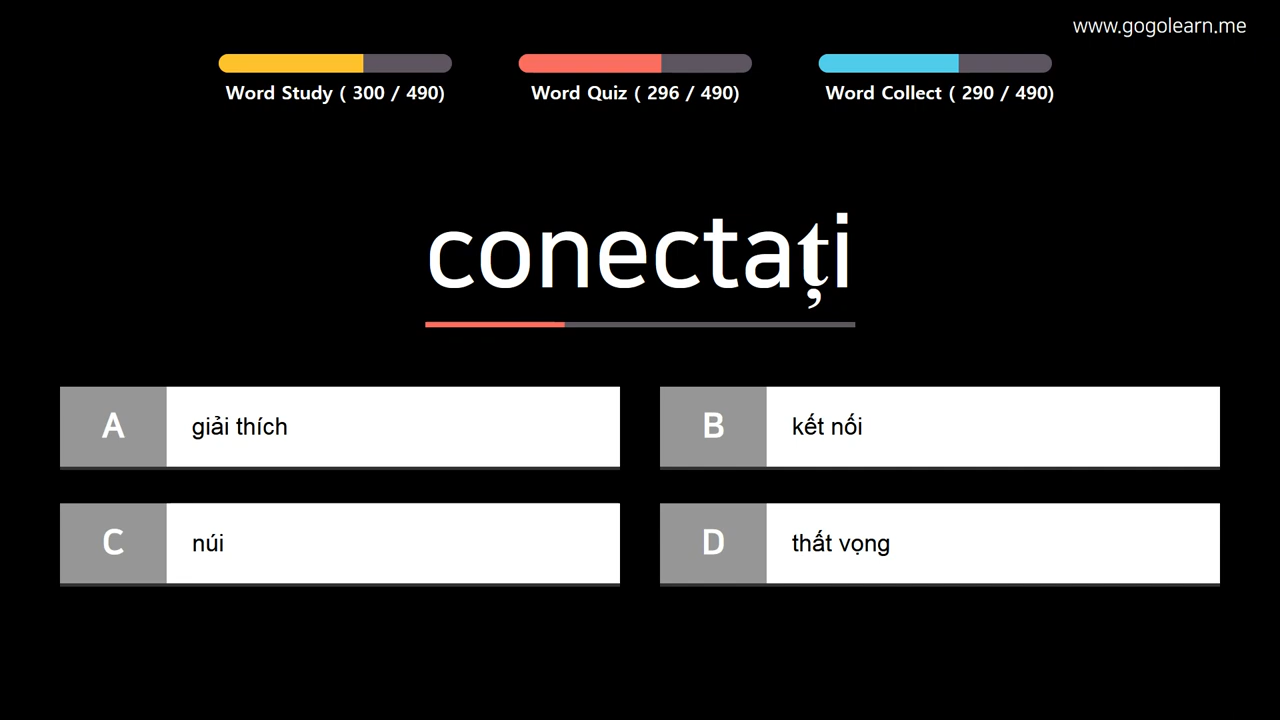 www.gogolearn.me
Word Study ( 300 / 490)
Word Quiz ( 296 / 490)
Word Collect ( 290 / 490)
conectați
A
giải thích
B
kết nối
C
núi
D
thất vọng